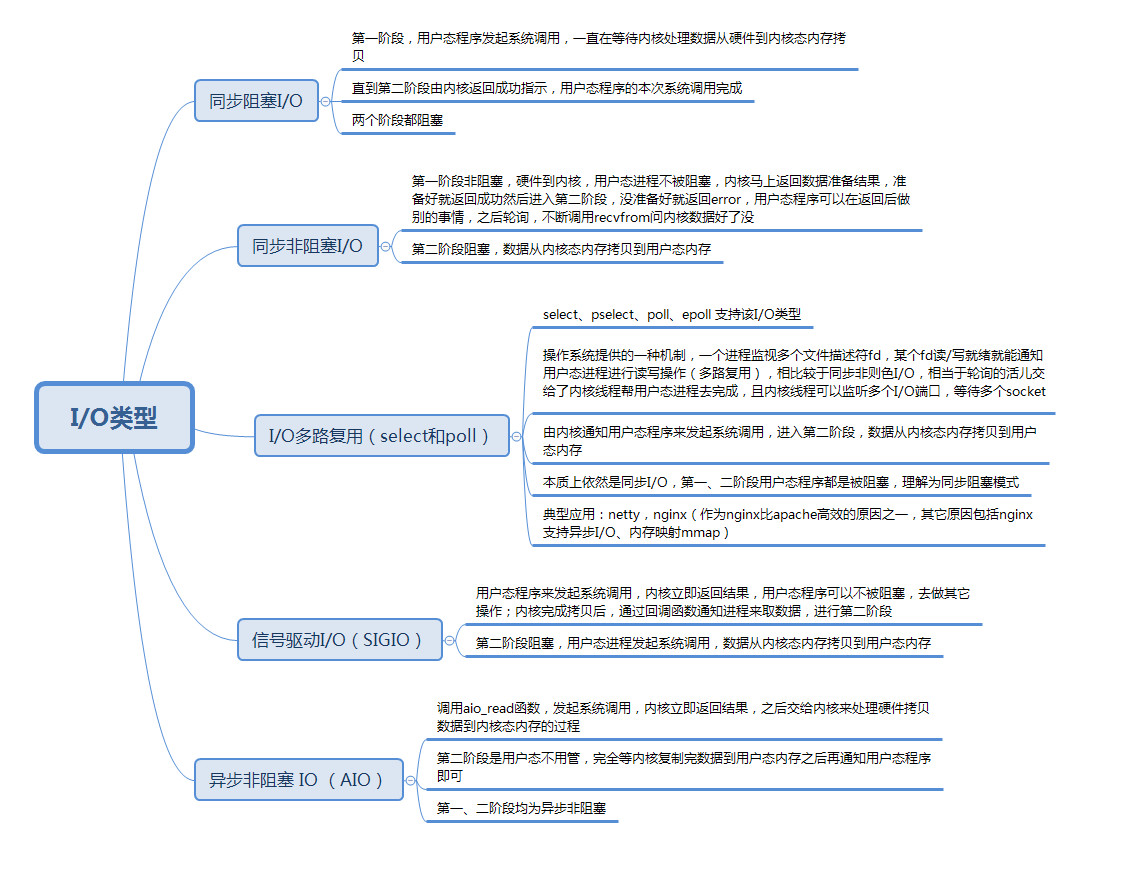 第一阶段，用户态程序发起系统调用，一直在等待内核处理数据从硬件到内核态内存拷
贝
直到第二阶段由内核返回成功指示，用户态程序的本次系统调用完成
同步阻塞I/O
两个阶段都阻塞
第一阶段非阻塞，硬件到内核，用户态进程不被阻塞，内核马上返回数据准备结果，准
备好就返回成功然后进入第二阶段，没准备好就返回error，用户态程序可以在返回后做
别的事情，之后轮询，不断调用recvfrom问内核数据好了没
同步非阻塞I/O
第二阶段阻塞，数据从内核态内存拷贝到用户态内存
select、pselect、poll、epoll 支持该I/O类型
操作系统提供的一种机制，一个进程监视多个文件描述符fd，某个fd读/写就绪就能通知
用户态进程进行读写操作（多路复用），相比较于同步非则色I/O，相当于轮询的活儿交
给了内核线程帮用户态进程去完成，且内核线程可以监听多个I/O端口，等待多个socket
I/O类型
I/O多路复用（select和poll）
由内核通知用户态程序来发起系统调用，进入第二阶段，数据从内核态内存拷贝到用户
态内存
本质上依然是同步I/O，第一、二阶段用户态程序都是被阻塞，理解为同步阻塞模式
典型应用：netty，nginx（作为nginx比apache高效的原因之一，其它原因包括nginx
支持异步I/O、内存映射mmap）
用户态程序来发起系统调用，内核立即返回结果，用户态程序可以不被阻塞，去做其它
操作；内核完成拷贝后，通过回调函数通知进程来取数据，进行第二阶段
信号驱动I/O（SIGIO）
第二阶段阻塞，用户态进程发起系统调用，数据从内核态内存拷贝到用户态内存
调用aio_read函数，发起系统调用，内核立即返回结果，之后交给内核来处理硬件拷贝
数据到内核态内存的过程
第二阶段是用户态不用管，完全等内核复制完数据到用户态内存之后再通知用户态程序
即可
异步非阻塞 IO （AIO）
第一、二阶段均为异步非阻塞